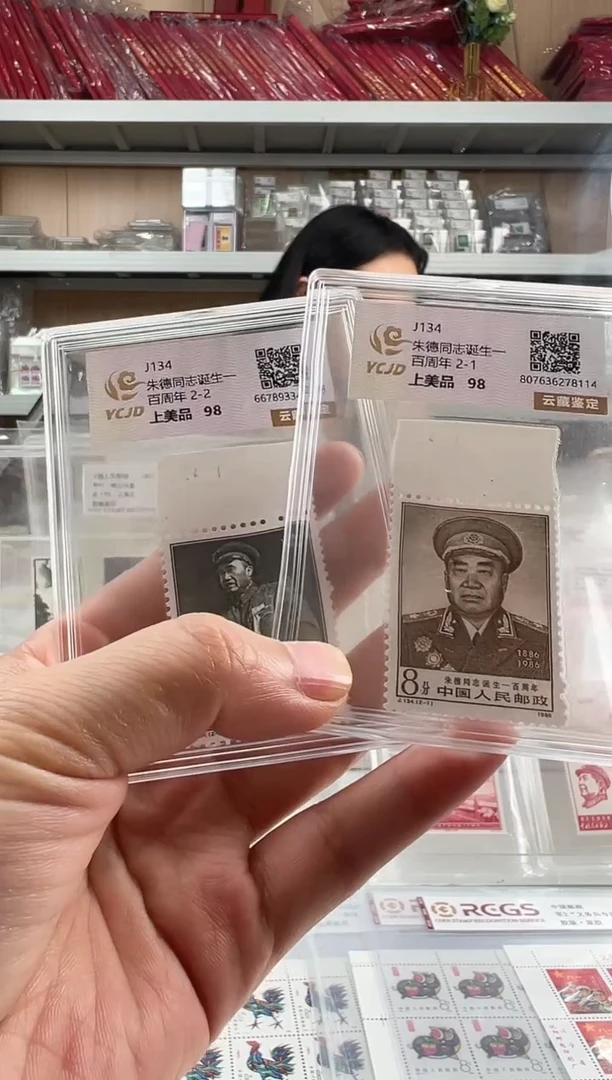 J134
朱德同志诞生一
百周年 2-2
上美品 98
YCJD
云藏鉴定
J134
朱德同志诞生一
百周年 2-1
上美品 98
YCJD
807636278114
云藏鉴定
1886
1986
朱德同志诞生一百周年
8分 中国人民邮政
J.134.(2-1)
1986
RCGS